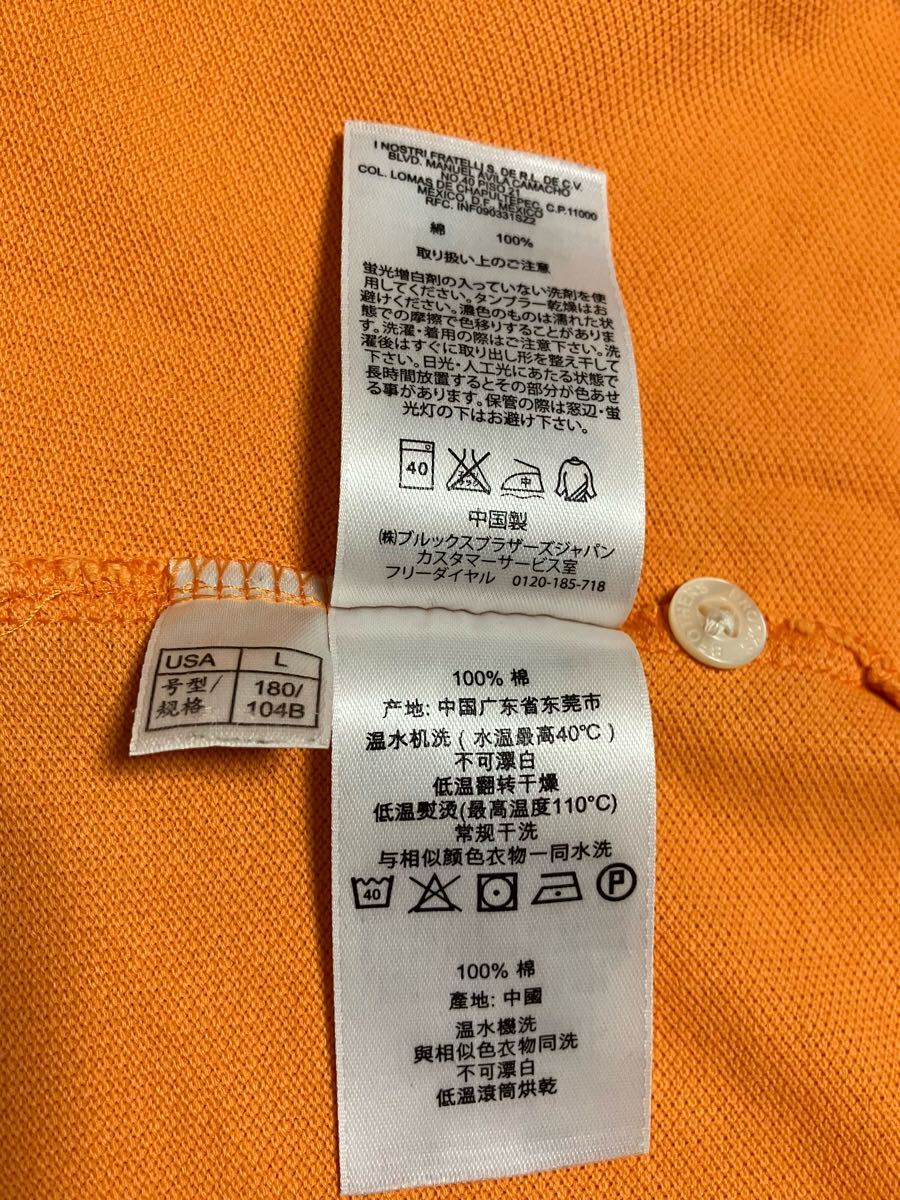 I NOSTRI FRATELLI S. DE R.L. DE C.V.
BLVD. MANUEL AVILA CAMACHO
NO.40 PISO 21
COL. LOMAS DE CHAPULTEPEC, C.P.11000
MEXICO, D.F. MEXICO
RFC. INF090331SZ2
綿 100%
取り扱い上のご注意
蛍光増白剤の入っていない洗剤を使
用してください。タンブラー乾燥はお
避けください。濃色のものは濡れた状
態での摩擦で色移りすることがありま
す。洗濯・着用の際はご注意下さい。洗
濯後はすぐに取り出し形を整え干して
下さい。日光・人工光にあたる状態で
長時間放置するとその部分が色あせ
る事があります。保管の際は窓辺・蛍
光灯の下はお避け下さい。
40
エンソ
サラシ
中
中国製
(株)ブルックスブラザーズジャパン
カスタマーサービス室
フリーダイヤル 0120-185-718
USA L
号型/ 180/
规格 104B
100% 棉
产地: 中国广东省东莞市
温水机洗 ( 水温最高40℃ )
不可漂白
低温翻转干燥
低温熨烫(最高温度110℃)
常规干洗
与相似颜色衣物一同水洗
40
P
100% 棉
產地: 中國
温水機洗
與相似色衣物同洗
不可漂白
低溫滾筒烘乾